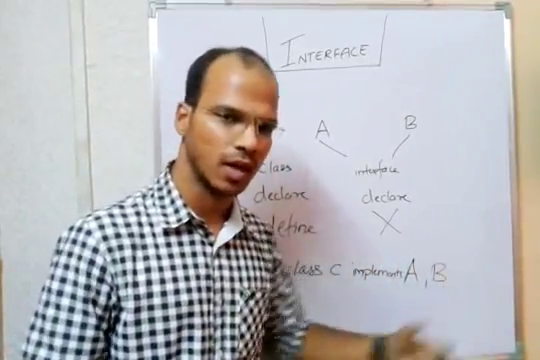 INTERFACE
A B
class interface
declare declare
define X
class C implements A, B